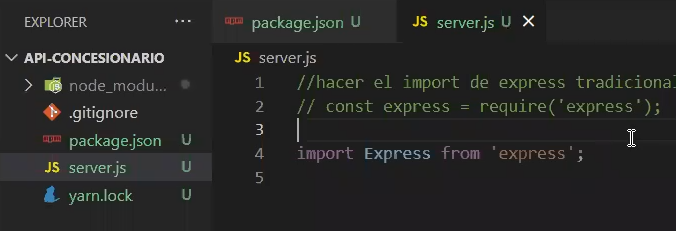 EXPLORER ...
package.json U
JS server.js U
API-CONCESIONARIO
node_modu...
.gitignore
package.json U
JS server.js U
yarn.lock U
JS server.js
1 //hacer el import de express tradicional
2 // const express = require('express');
3
4 import Express from 'express';
5